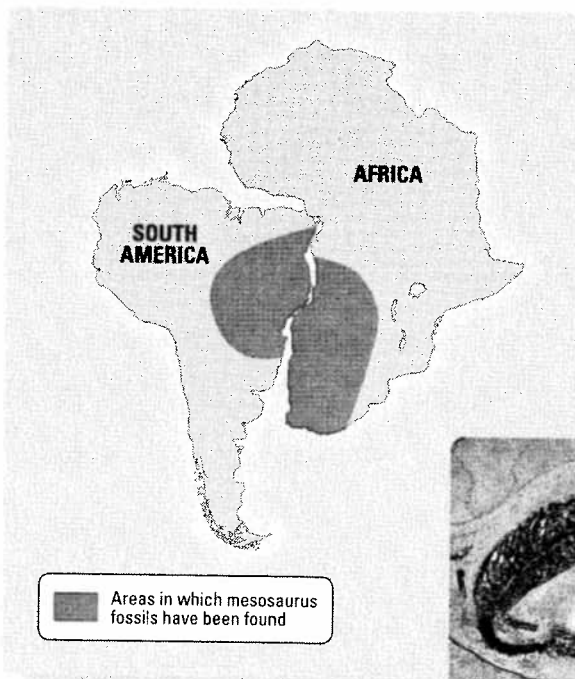 AFRICA
SOUTH
AMERICA
Areas in which mesosaurus
fossils have been found